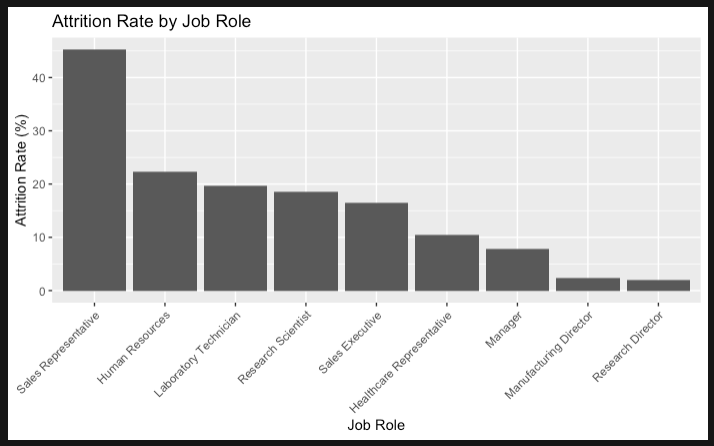 Attrition Rate by Job Role
Attrition Rate (%)
40
30
20
10
0
Sales Representative
Human Resources
Laboratory Technician
Research Scientist
Sales Executive
Healthcare Representative
Manager
Manufacturing Director
Research Director
Job Role